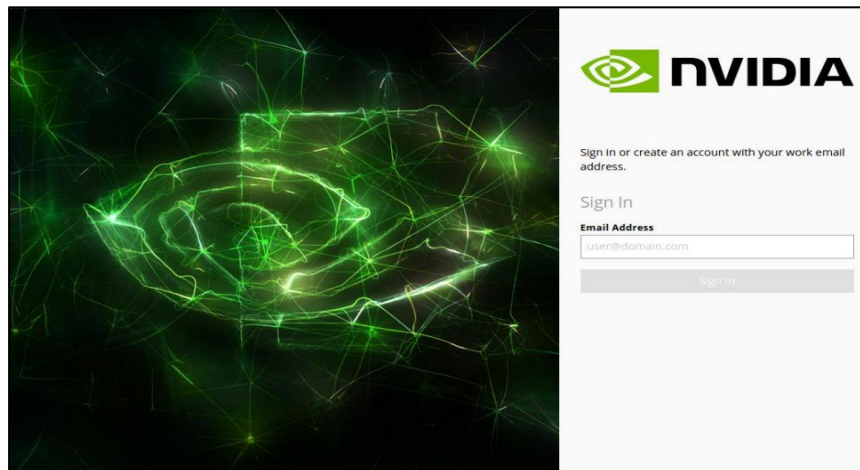 NVIDIA
Sign In or create an account with your work email
address.
Sign In
Email Address
user@domain.com
Sign In